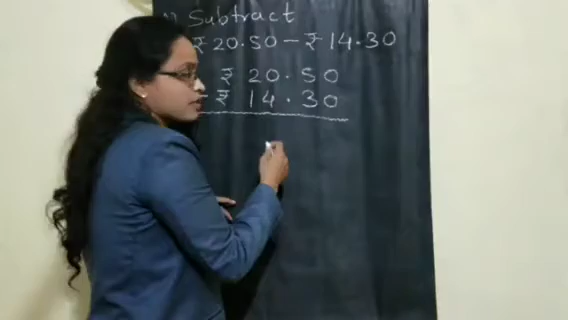 Subtract
₹20.50 - ₹14.30
₹ 20.50
- ₹ 14.30